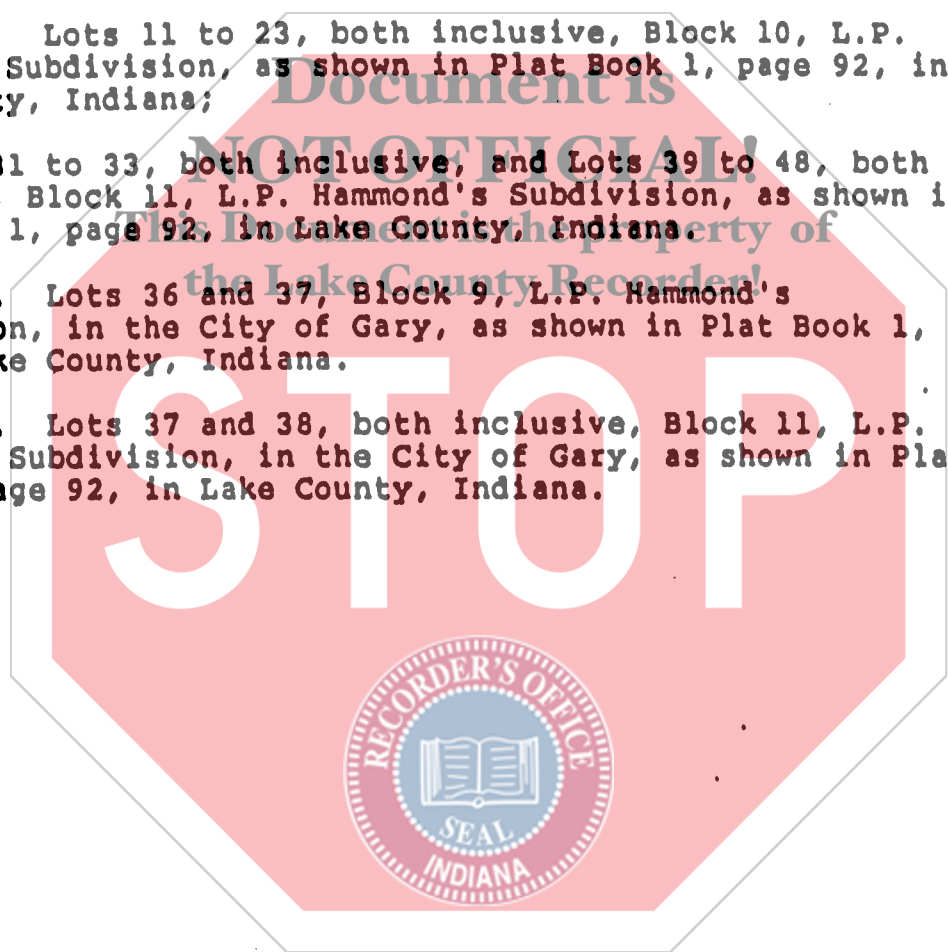 Lots 11 to 23, both inclusive, Block 10, L.P.
Subdivision, as shown in Plat Book 1, page 92, in
y, Indiana;
1 to 33, both inclusive, and Lots 39 to 48, both
Block 11, L.P. Hammond's Subdivision, as shown i
1, page 92, in Lake County, Indiana.
Lots 36 and 37, Block 9, L.P. Hammond's
on, in the City of Gary, as shown in Plat Book 1,
ke County, Indiana.
Lots 37 and 38, both inclusive, Block 11, L.P.
Subdivision, in the City of Gary, as shown in Pla
age 92, in Lake County, Indiana.
Document is
NOT OFFICIAL!
This Document is the property of
the Lake County Recorder!
STOP
RECORDER'S OFFICE
SEAL
INDIANA